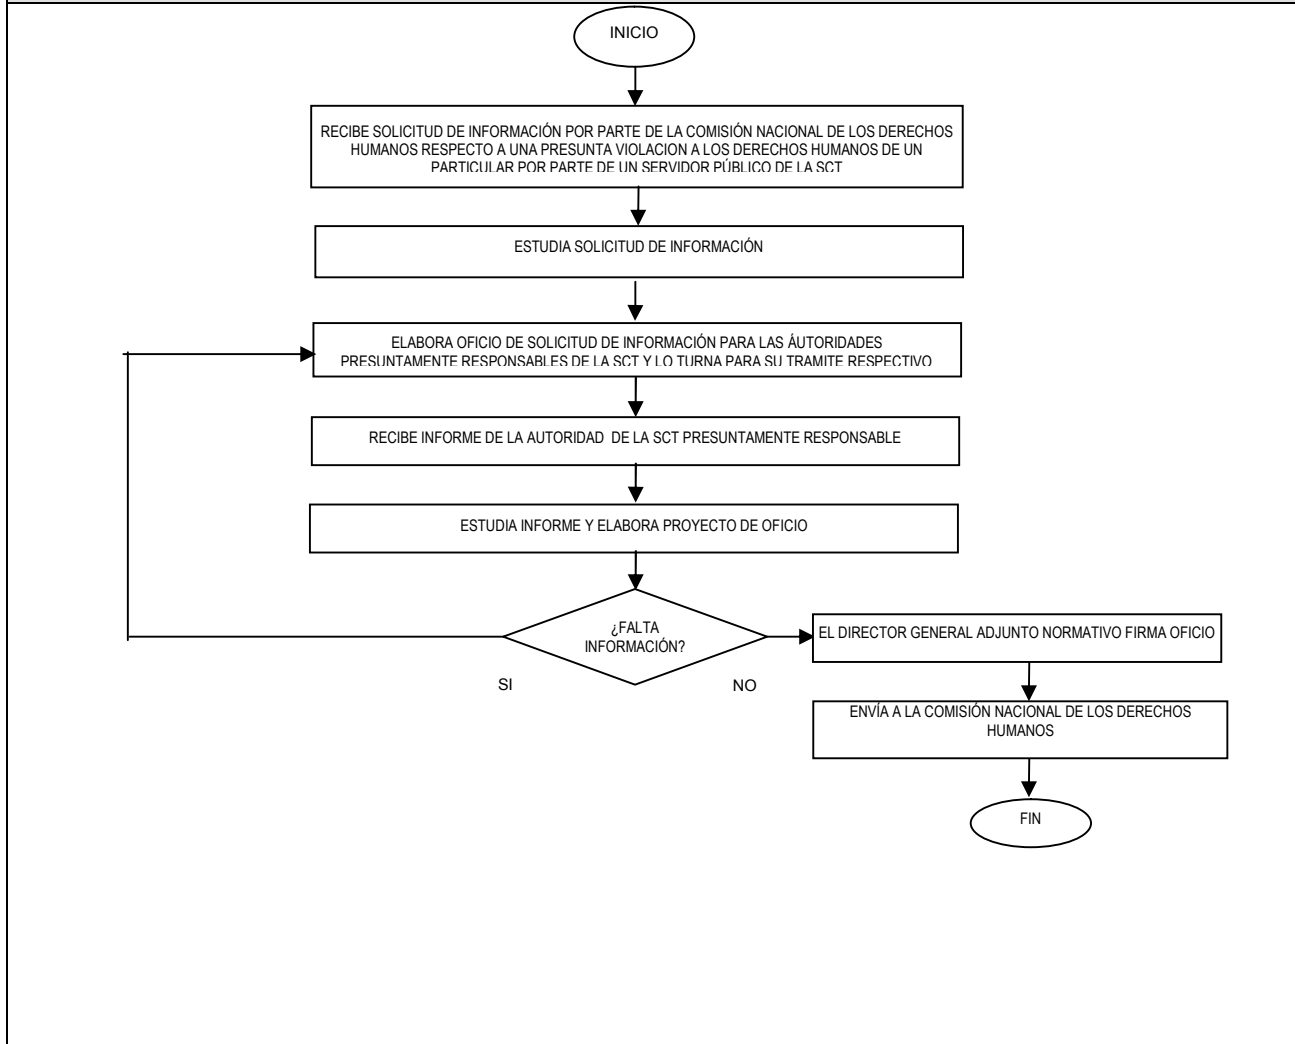 INICIO
RECIBE SOLICITUD DE INFORMACIÓN POR PARTE DE LA COMISIÓN NACIONAL DE LOS DERECHOS
HUMANOS RESPECTO A UNA PRESUNTA VIOLACION A LOS DERECHOS HUMANOS DE UN
PARTICULAR POR PARTE DE UN SERVIDOR PÚBLICO DE LA SCT
ESTUDIA SOLICITUD DE INFORMACIÓN
ELABORA OFICIO DE SOLICITUD DE INFORMACIÓN PARA LAS ÁUTORIDADES
PRESUNTAMENTE RESPONSABLES DE LA SCT Y LO TURNA PARA SU TRAMITE RESPECTIVO
RECIBE INFORME DE LA AUTORIDAD DE LA SCT PRESUNTAMENTE RESPONSABLE
ESTUDIA INFORME Y ELABORA PROYECTO DE OFICIO
¿FALTA
INFORMACIÓN?
SI
NO
EL DIRECTOR GENERAL ADJUNTO NORMATIVO FIRMA OFICIO
ENVÍA A LA COMISIÓN NACIONAL DE LOS DERECHOS
HUMANOS
FIN